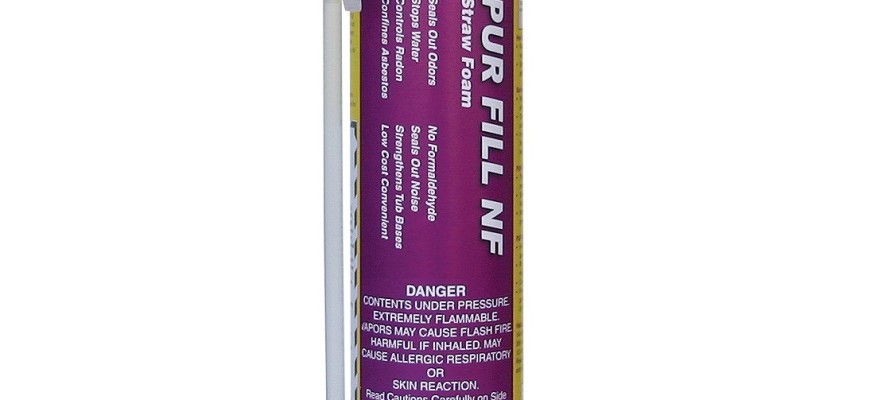 PUR FILL NF
Straw Foam
Seals Out Odors
Stops Water
Controls Radon
Confines Asbestos
No Formaldehyde
Seals Out Noise
Strengthens Tub Bases
Low Cost Convenient
DANGER
CONTENTS UNDER PRESSURE.
EXTREMELY FLAMMABLE.
VAPORS MAY CAUSE FLASH FIRE.
HARMFUL IF INHALED. MAY
CAUSE ALLERGIC RESPIRATORY
OR
SKIN REACTION.
Read Cautions Carefully on Side